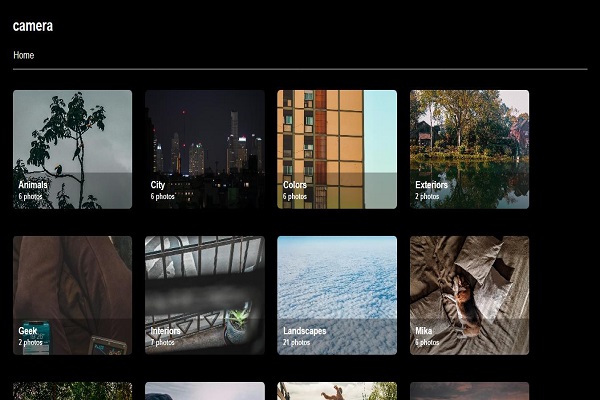 camera
Home
Animals
6 photos
City
6 photos
Colors
6 photos
Exteriors
2 photos
Geek
2 photos
Interiors
7 photos
Landscapes
21 photos
Mika
6 photos